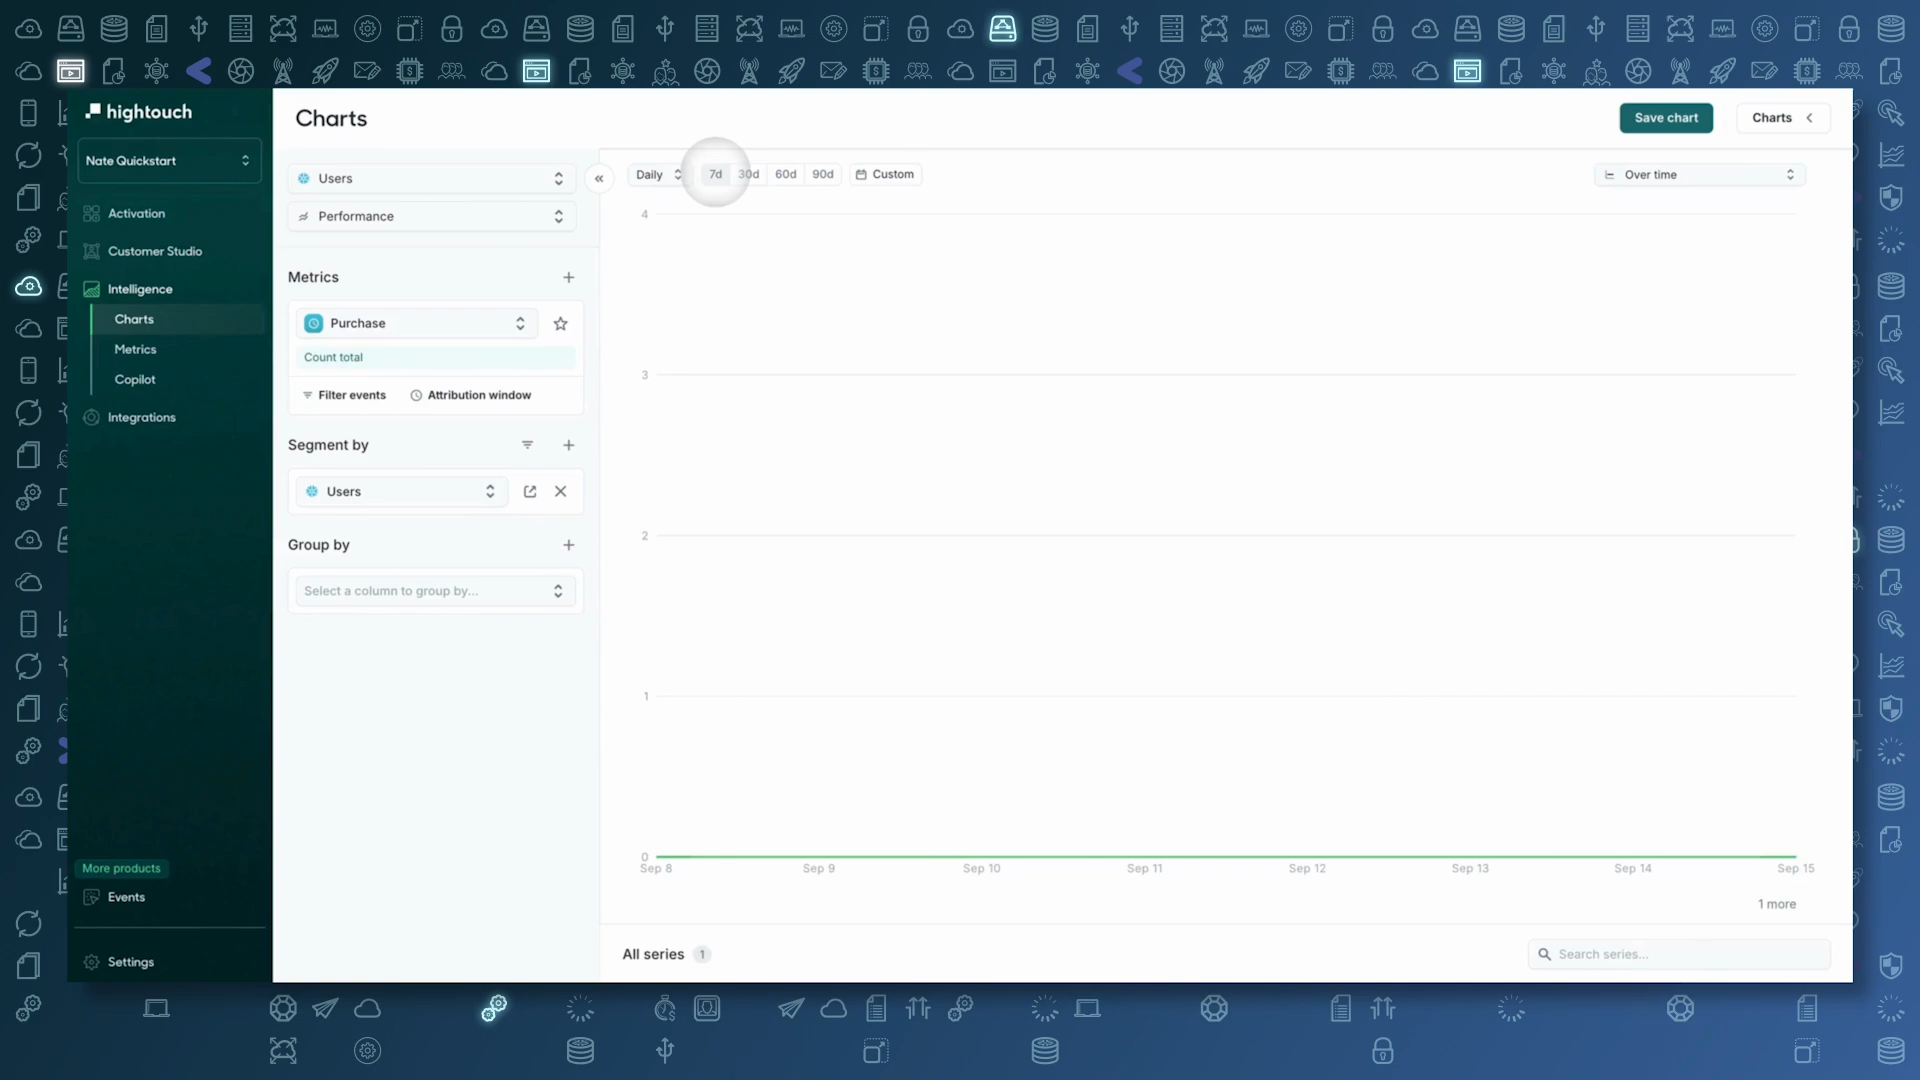 hightouch
Nate Quickstart
Activation
Customer Studio
Intelligence
Charts
Metrics
Copilot
Integrations
More products
Events
Settings
Charts
Save chart
Charts
Users
Performance
Metrics
Purchase
Count total
Filter events
Attribution window
Segment by
Users
Group by
Select a column to group by...
Daily
7d
30d
60d
90d
Custom
Over time
4
3
2
1
0
Sep 8
Sep 9
Sep 10
Sep 11
Sep 12
Sep 13
Sep 14
Sep 15
1 more
All series 1
Search series...